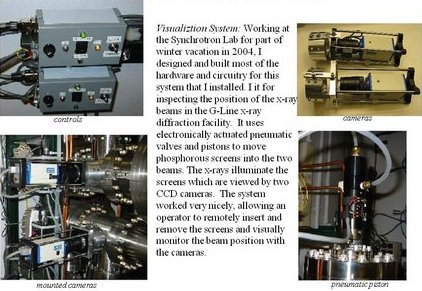 Visualiztion System: Working at
the Synchrotron Lab for part of
winter vacation in 2004, I
designed and built most of the
hardware and circuitry for this
system that I installed. I it for
inspecting the position of the x-ray
beams in the G-Line x-ray
diffraction facility. It uses
electronically actuated pneumatic
valves and pistons to move
phosphorous screens into the two
beams. The x-rays illuminate the
screens which are viewed by two
CCD cameras. The system
worked very nicely, allowing an
operator to remotely insert and
remove the screens and visually
monitor the beam position with
the cameras.
controls
cameras
mounted cameras
pneumatic piston